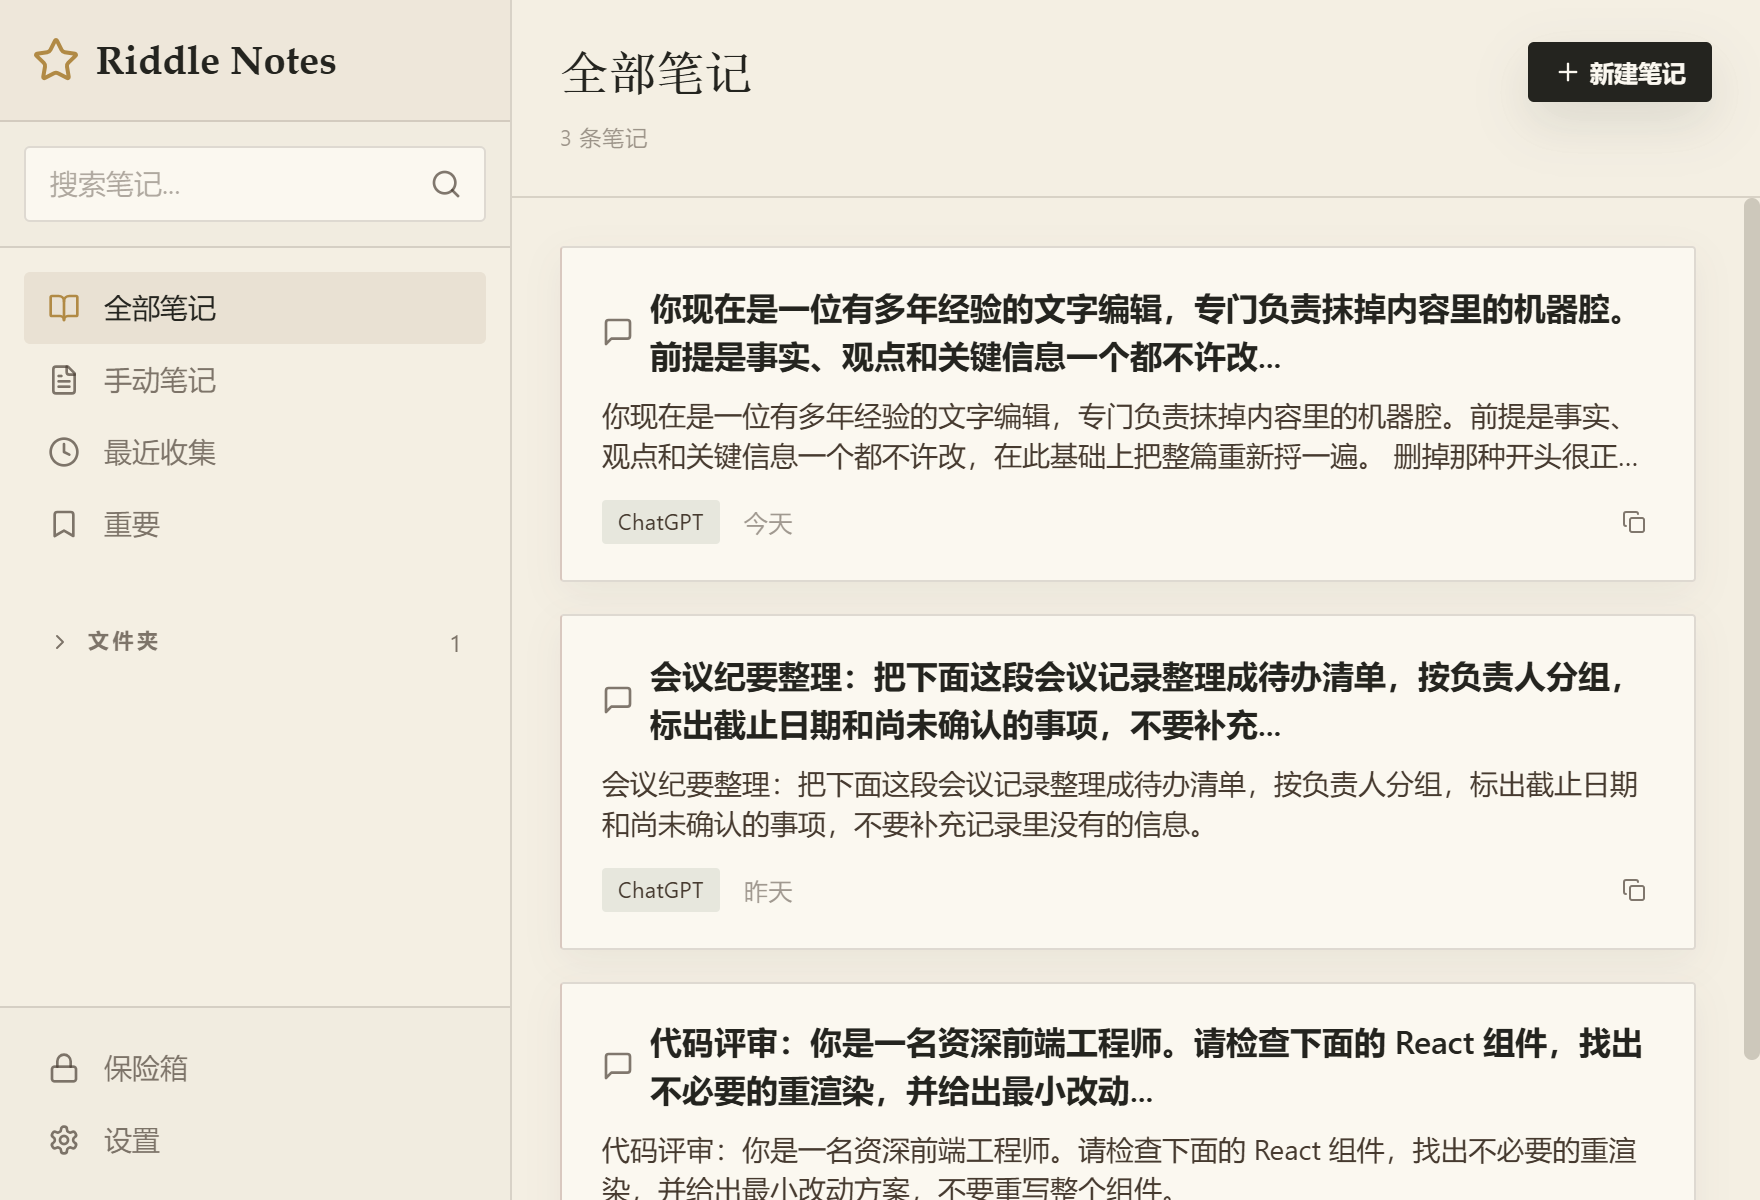 Riddle Notes
搜索笔记...
全部笔记
手动笔记
最近收集
重要
文件夹
1
保险箱
设置
全部笔记
3 条笔记
新建笔记
你现在是一位有多年经验的文字编辑，专门负责抹掉内容里的机器腔。
前提是事实、观点和关键信息一个都不许改...
你现在是一位有多年经验的文字编辑，专门负责抹掉内容里的机器腔。前提是事实、
观点和关键信息一个都不许改，在此基础上把整篇重新捋一遍。 删掉那种开头很正...
ChatGPT
今天
会议纪要整理：把下面这段会议记录整理成待办清单，按负责人分组，
标出截止日期和尚未确认的事项，不要补充...
会议纪要整理：把下面这段会议记录整理成待办清单，按负责人分组，标出截止日期
和尚未确认的事项，不要补充记录里没有的信息。
ChatGPT
昨天
代码评审：你是一名资深前端工程师。请检查下面的 React 组件，找出
不必要的重渲染，并给出最小改动...
代码评审：你是一名资深前端工程师。请检查下面的 React 组件，找出不必要的重渲
染，并给出最小改动方案，不要重写整个组件。